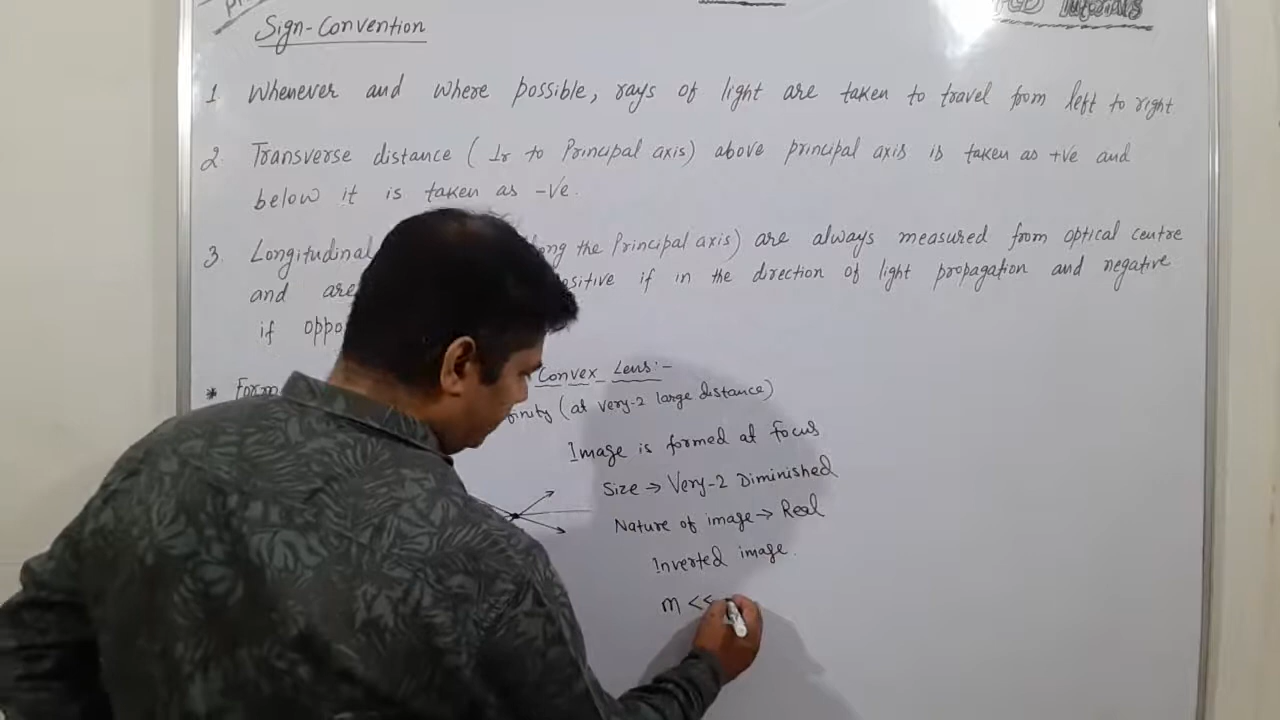 Sign-Convention
1. Whenever and where possible, rays of light are taken to travel from left to right
2. Transverse distance ( Ir to Principal axis) above principal axis is taken as +ve and
below it is taken as -ve.
3. Longitudinal the Principal axis) are always measured from optical centre
and are if in the direction of light propagation and negative
if
* Convex Lens:-
(at very-2 large distance)
Image is formed at focus
Size → Very-2 Diminished
Nature of image → Real
Inverted image.
m <<